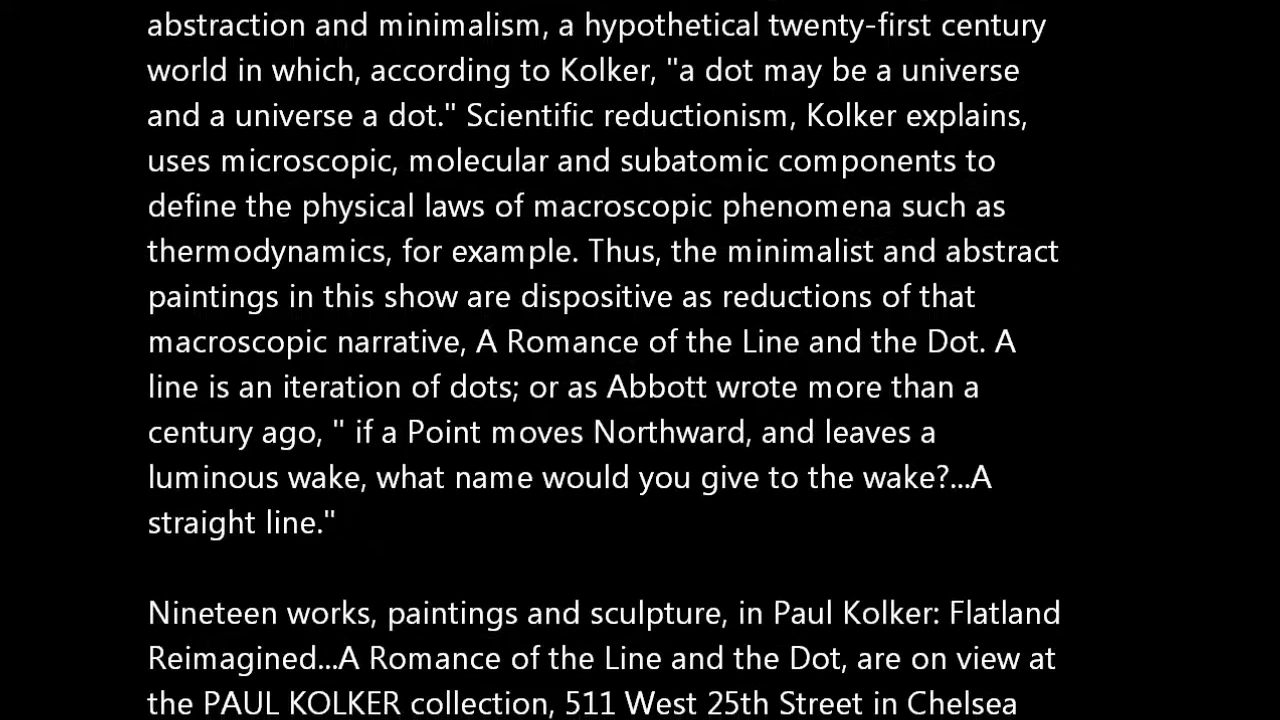 abstraction and minimalism, a hypothetical twenty-first century
world in which, according to Kolker, "a dot may be a universe
and a universe a dot." Scientific reductionism, Kolker explains,
uses microscopic, molecular and subatomic components to
define the physical laws of macroscopic phenomena such as
thermodynamics, for example. Thus, the minimalist and abstract
paintings in this show are dispositive as reductions of that
macroscopic narrative, A Romance of the Line and the Dot. A
line is an iteration of dots; or as Abbott wrote more than a
century ago, " if a Point moves Northward, and leaves a
luminous wake, what name would you give to the wake?...A
straight line."
Nineteen works, paintings and sculpture, in Paul Kolker: Flatland
Reimagined...A Romance of the Line and the Dot, are on view at
the PAUL KOLKER collection, 511 West 25th Street in Chelsea